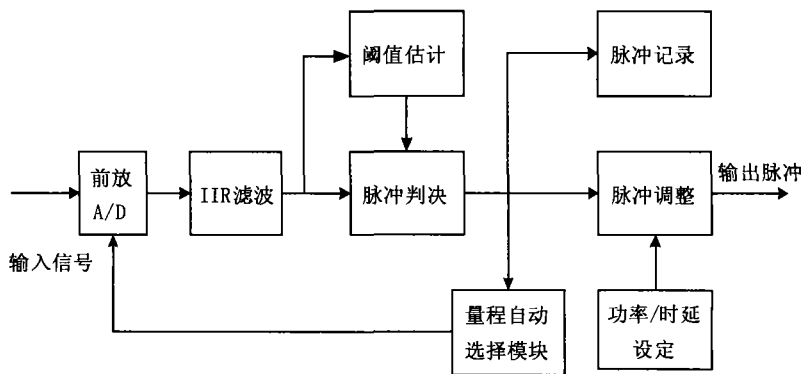 阈值估计
脉冲记录
前放
A/D
IIR滤波
脉冲判决
脉冲调整
输出脉冲
输入信号
量程自动
选择模块
功率/时延
设定